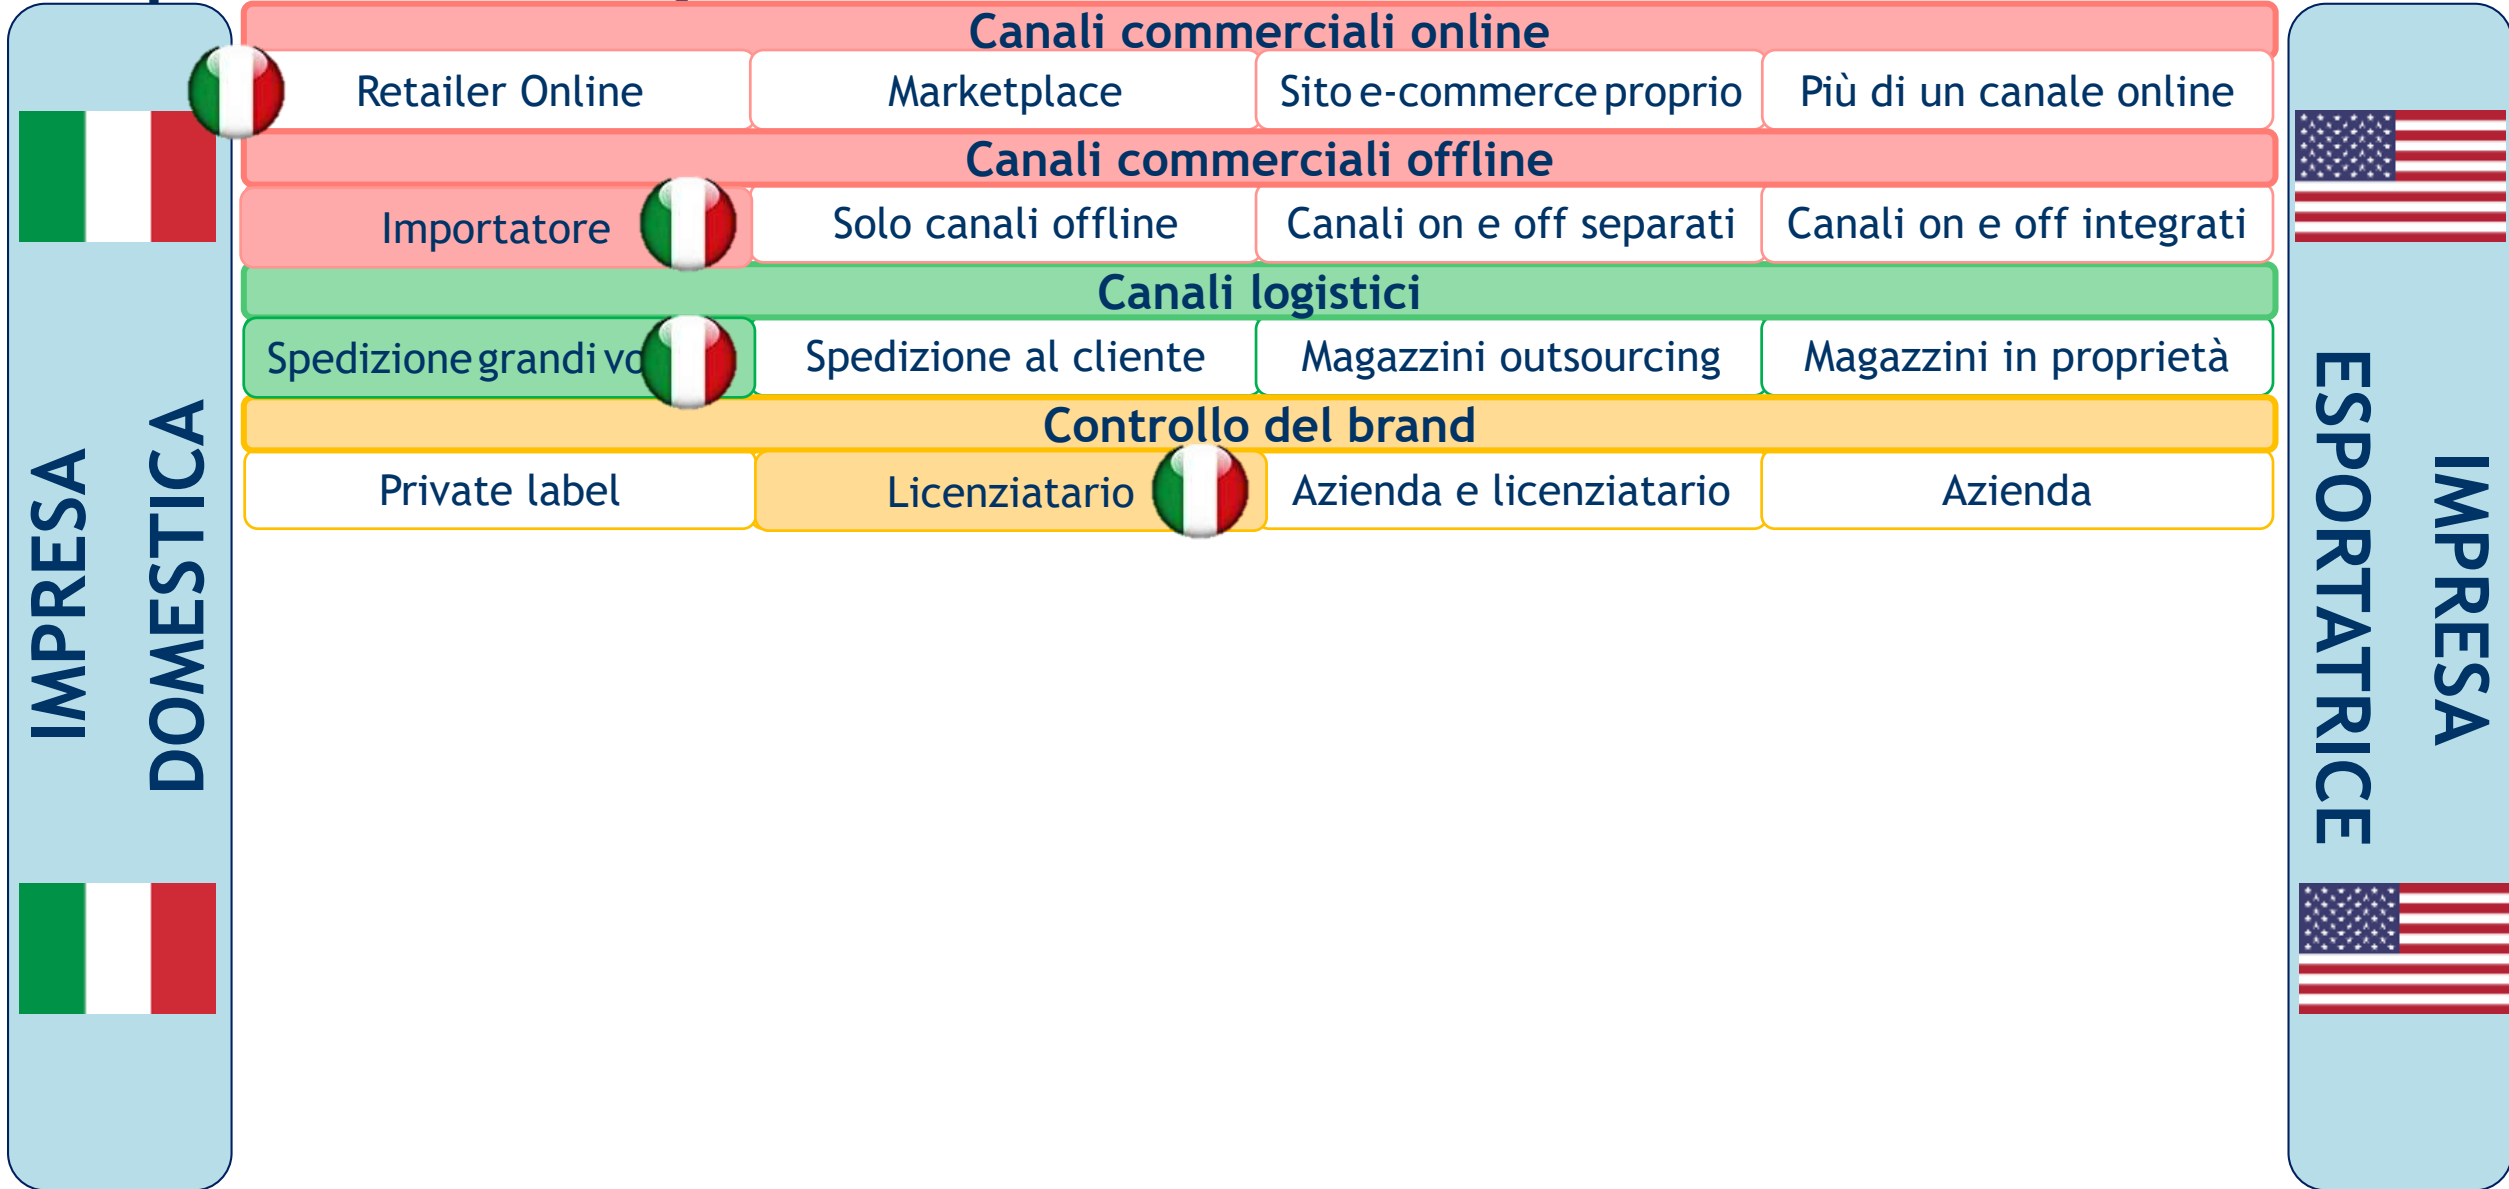 Canali commerciali online
Retailer Online
Marketplace
Sito e-commerce proprio
Più di un canale online
Canali commerciali offline
Importatore
Solo canali offline
Canali on e off separati
Canali on e off integrati
Canali logistici
Spedizione grandi vo
Spedizione al cliente
Magazzini outsourcing
Magazzini in proprietà
Controllo del brand
Private label
Licenziatario
Azienda e licenziatario
Azienda
IMPRESA
DOMESTICA
IMPRESA
ESPORTATRICE